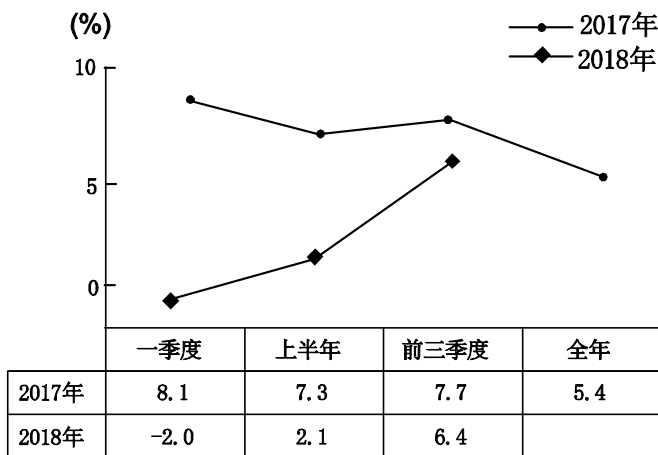 (%)
2017年
2018年
10
5
0
一季度 上半年 前三季度 全年
2017年 8.1 7.3 7.7 5.4
2018年 -2.0 2.1 6.4